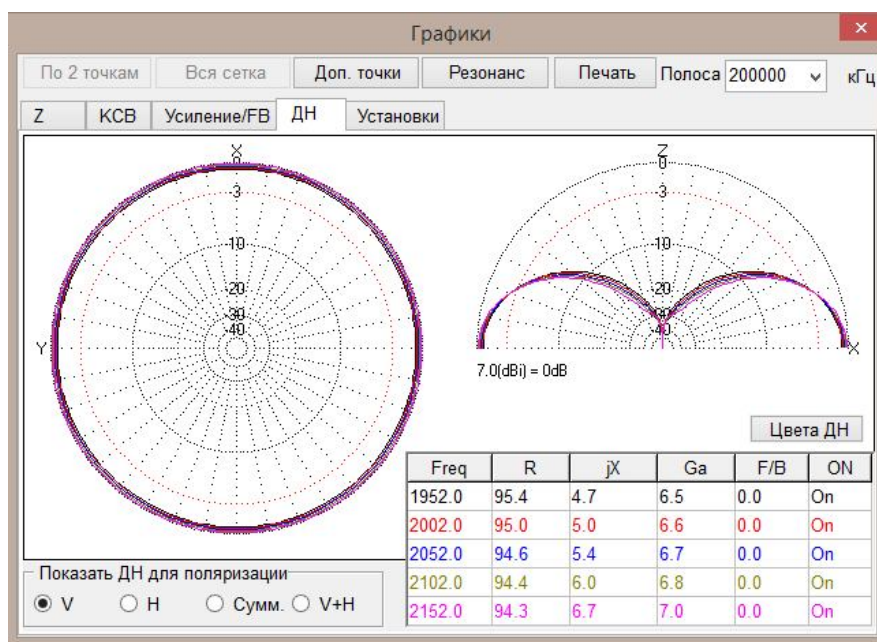 Графики
По 2 точкам Вся сетка Доп. точки Резонанс Печать Полоса 200000 кГц
Z КСВ Усиление/FB ДН Установки
X
0
-3
-10
-20
-30
-40
Y
Z
0
-3
-10
-20
-30
-40
X
7.0(dBi) = 0dB
Цвета ДН
Freq R jX Ga F/B ON
1952.0 95.4 4.7 6.5 0.0 On
2002.0 95.0 5.0 6.6 0.0 On
2052.0 94.6 5.4 6.7 0.0 On
2102.0 94.4 6.0 6.8 0.0 On
2152.0 94.3 6.7 7.0 0.0 On
Показать ДН для поляризации
V H Сумм. V+H